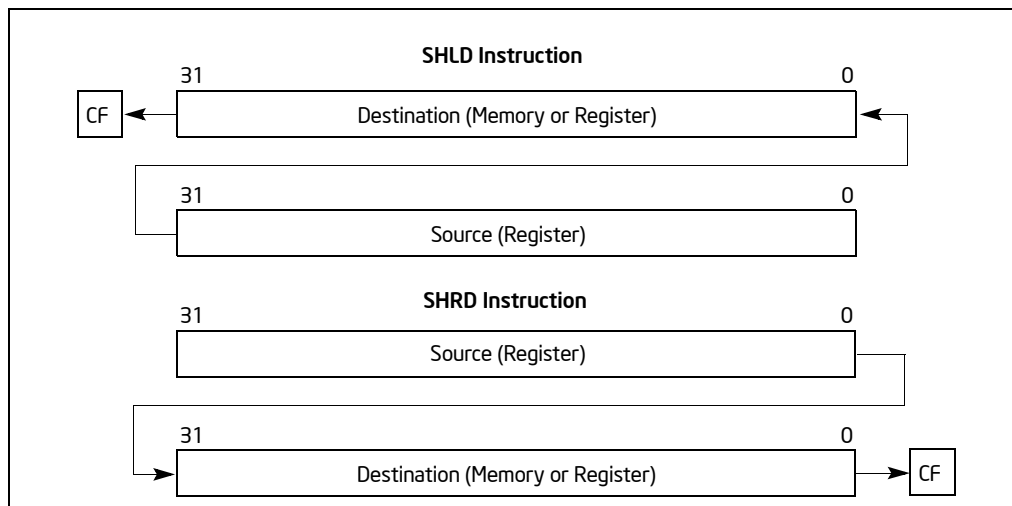 SHLD Instruction
31 0
CF Destination (Memory or Register)
31 0
Source (Register)
SHRD Instruction
31 0
Source (Register)
31 0
Destination (Memory or Register) CF